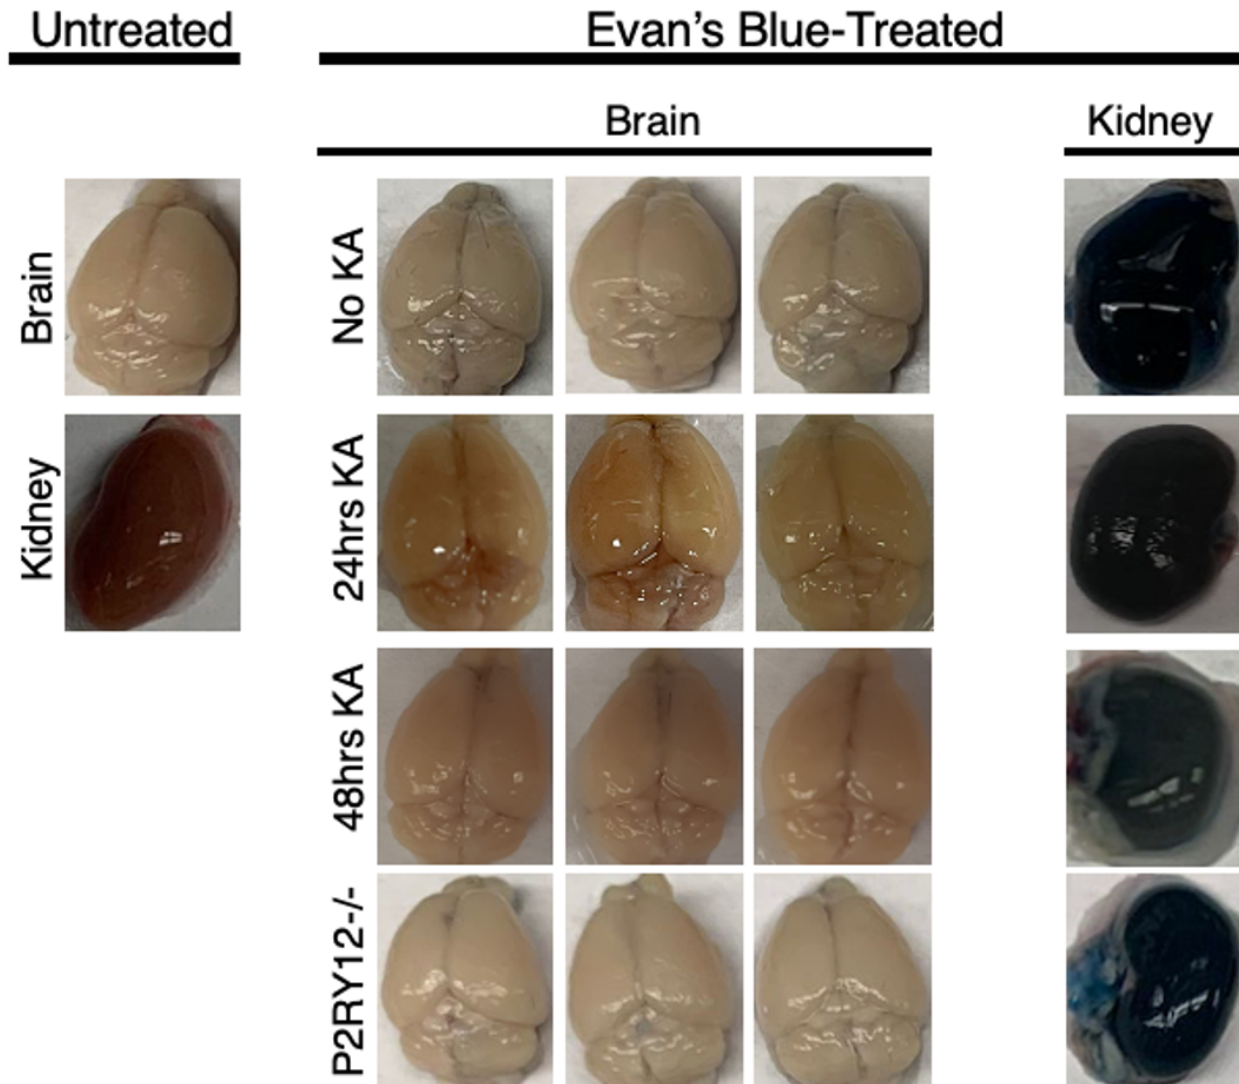 Untreated
Evan's Blue-Treated
Brain
Kidney
Brain
No KA
Kidney
24hrs KA
48hrs KA
P2RY12-/-